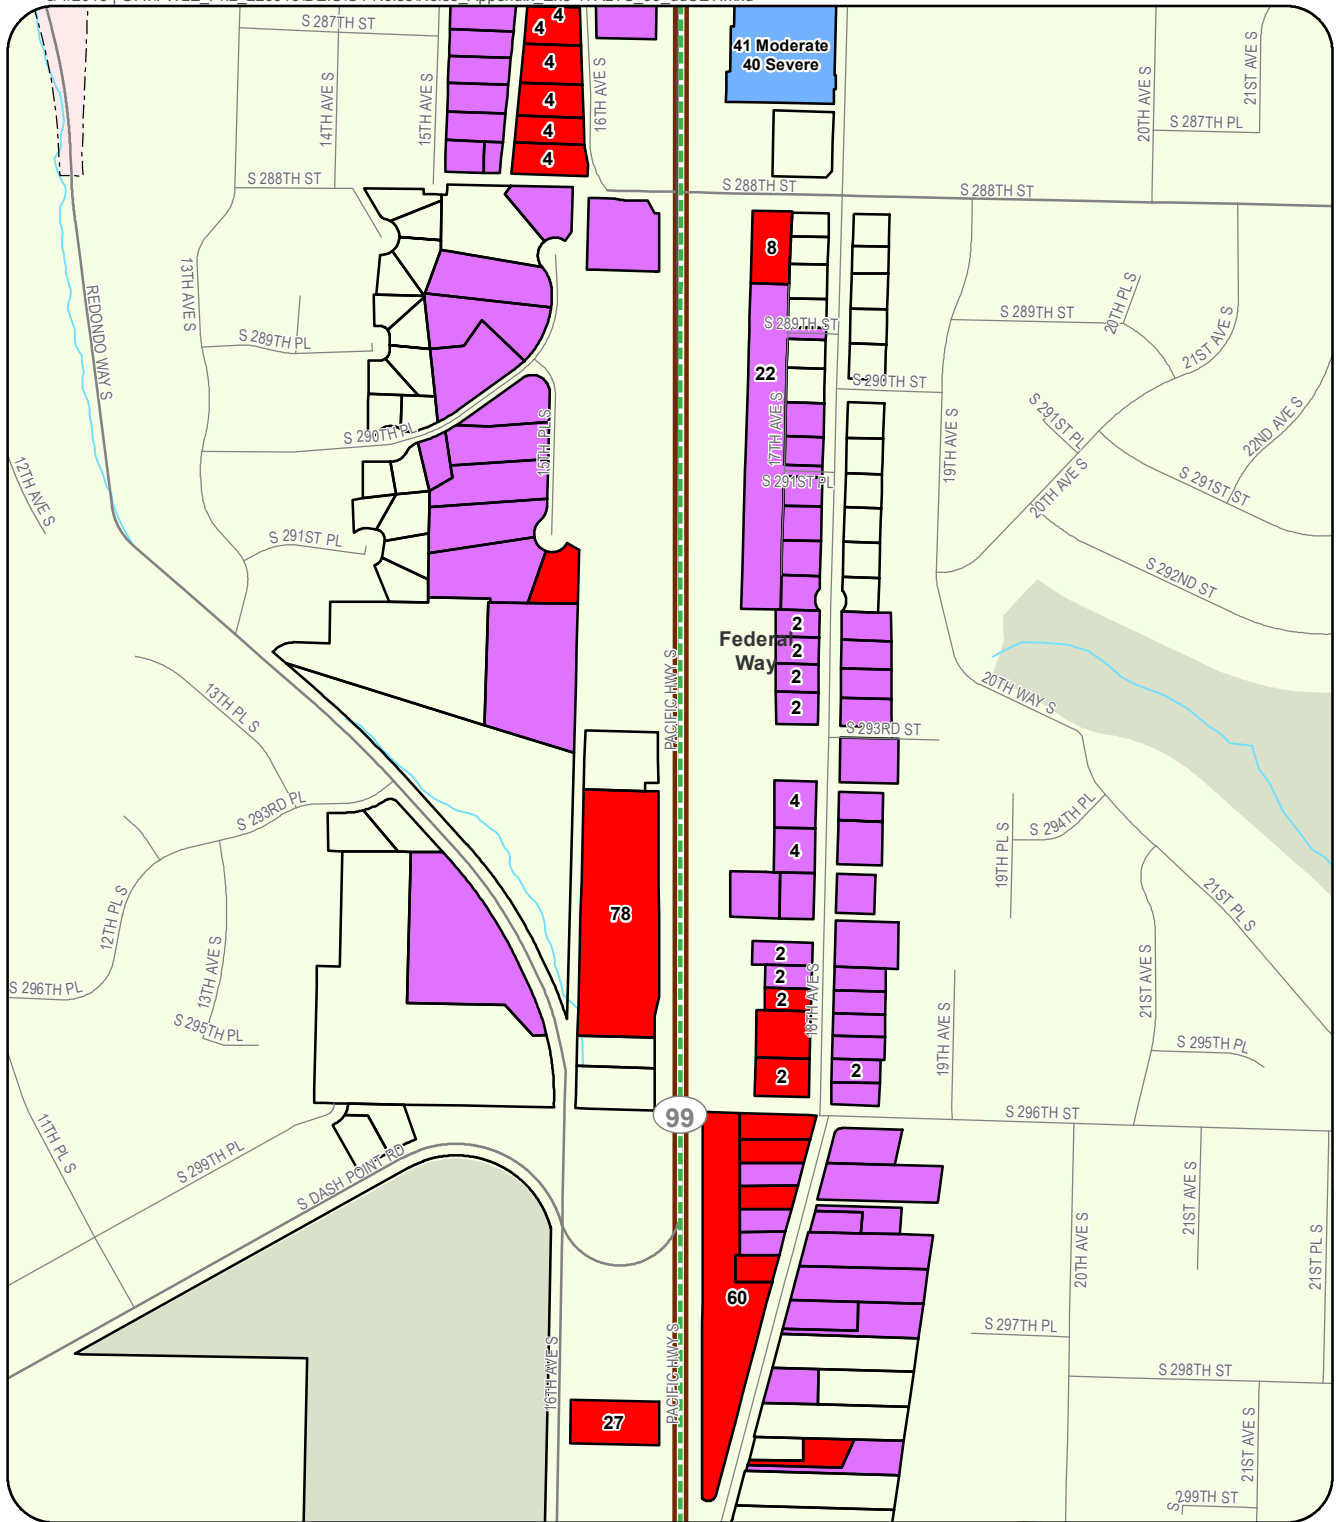 S 287TH ST
14TH AVE S
15TH AVE S
4
4
4
4
4
4
16TH AVE S
41 Moderate
40 Severe
20TH AVE S
21ST AVE S
S 287TH PL
S 288TH ST
S 288TH ST
S 288TH ST
REDONDO WAY S
13TH AVE S
S 289TH PL
8
S 289TH ST
22
17TH AVE S
S 290TH ST
S 289TH ST
20TH PL S
21ST AVE S
S 290TH PL
15TH PL S
S 291ST PL
19TH AVE S
S 291ST PL
20TH AVE S
22ND AVE S
S 291ST ST
12TH AVE S
S 291ST PL
S 292ND ST
Federal
Way
2
2
2
2
PACIFIC HWY S
20TH WAY S
13TH PL S
S 293RD ST
S 293RD PL
4
4
19TH PL S
S 294TH PL
78
12TH PL S
13TH AVE S
21ST PL S
S 296TH PL
S 295TH PL
2
2
2
2
18TH AVE S
2
19TH AVE S
21ST AVE S
S 295TH PL
99
S 296TH ST
11TH PL S
S 299TH PL
S DASH POINT RD
20TH AVE S
21ST AVE S
21ST PL S
60
S 297TH PL
16TH AVE S
PACIFIC HWY S
S 298TH ST
27
21ST AVE S
S 299TH ST